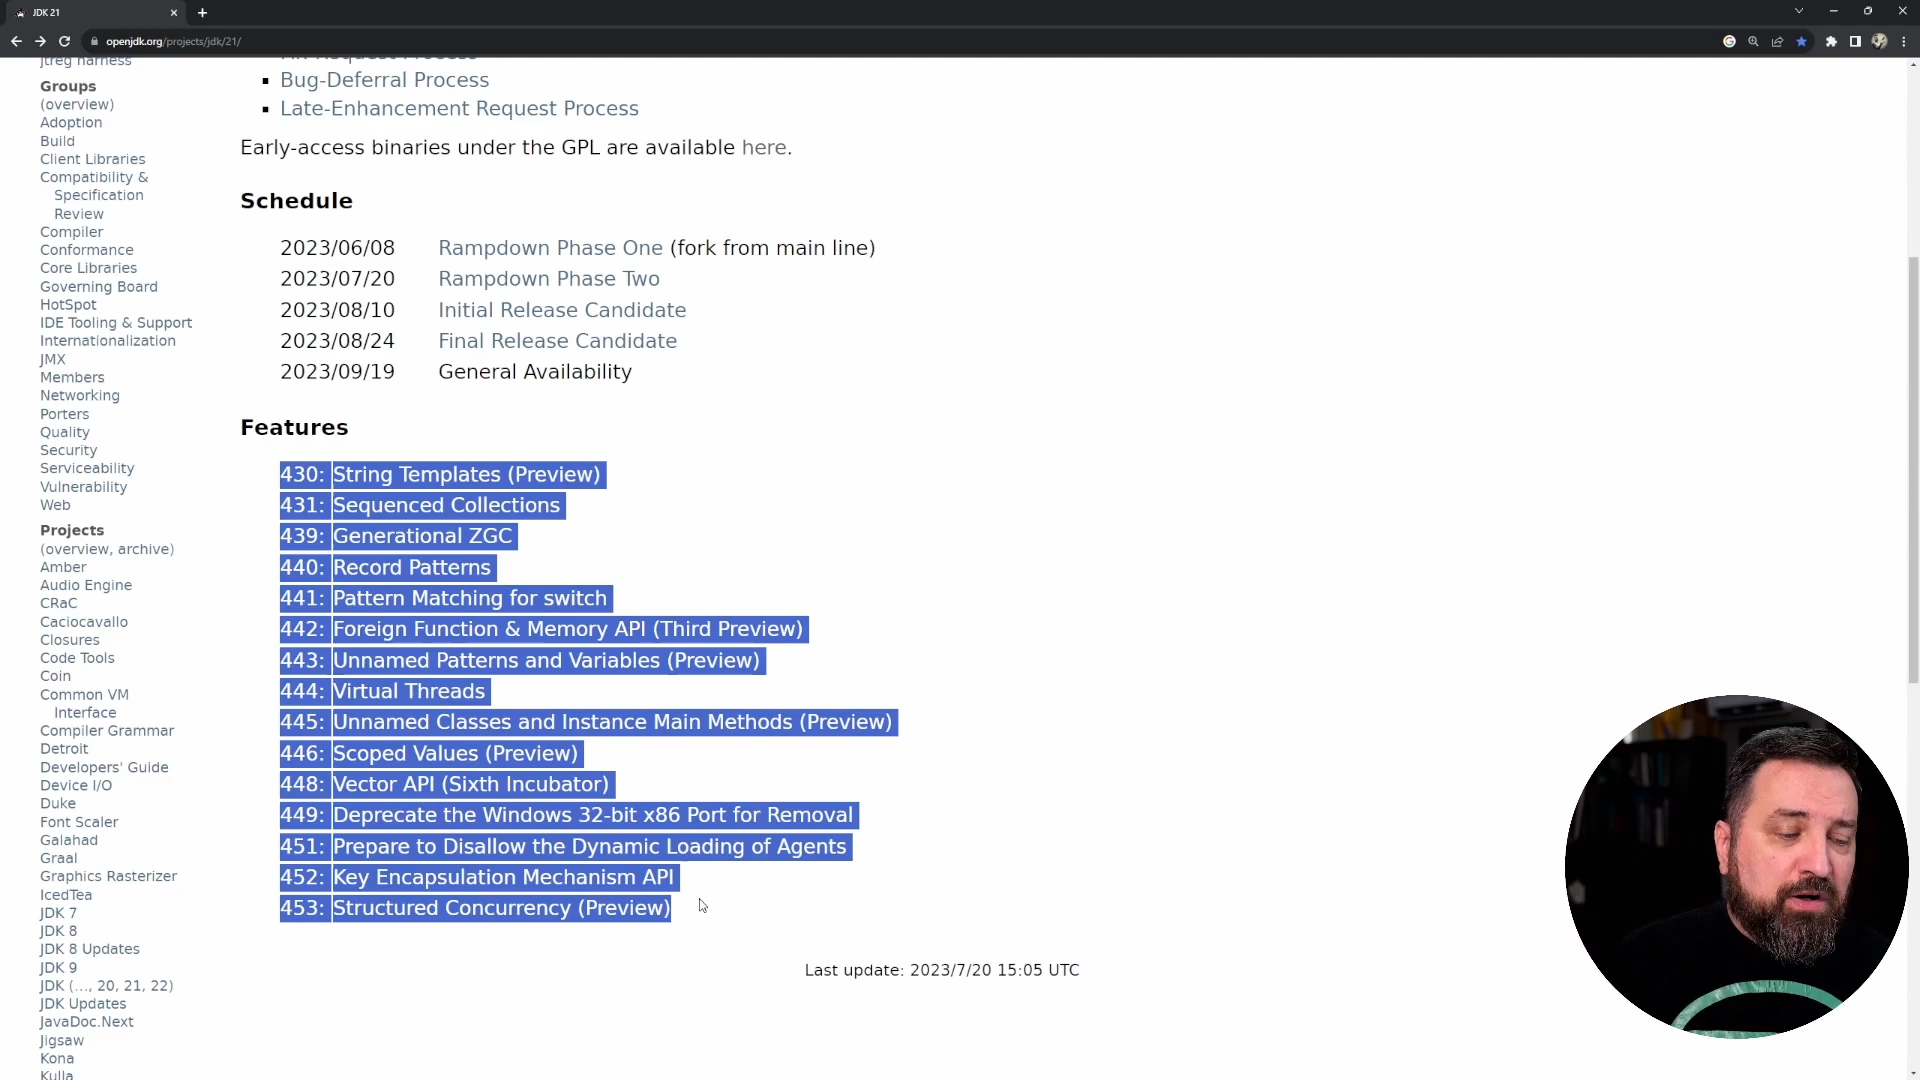 JDK 21
openjdk.org/projects/jdk/21/
jtreg harness
Groups
(overview)
Adoption
Build
Client Libraries
Compatibility &
Specification
Review
Compiler
Conformance
Core Libraries
Governing Board
HotSpot
IDE Tooling & Support
Internationalization
JMX
Members
Networking
Porters
Quality
Security
Serviceability
Vulnerability
Web
Projects
(overview, archive)
Amber
Audio Engine
CRaC
Caciocavallo
Closures
Code Tools
Coin
Common VM
Interface
Compiler Grammar
Detroit
Developers' Guide
Device I/O
Duke
Font Scaler
Galahad
Graal
Graphics Rasterizer
IcedTea
JDK 7
JDK 8
JDK 8 Updates
JDK 9
JDK (..., 20, 21, 22)
JDK Updates
JavaDoc.Next
Jigsaw
Kona
Kulla
Request Process
Bug-Deferral Process
Late-Enhancement Request Process
Early-access binaries under the GPL are available here.
Schedule
2023/06/08 Rampdown Phase One (fork from main line)
2023/07/20 Rampdown Phase Two
2023/08/10 Initial Release Candidate
2023/08/24 Final Release Candidate
2023/09/19 General Availability
Features
430: String Templates (Preview)
431: Sequenced Collections
439: Generational ZGC
440: Record Patterns
441: Pattern Matching for switch
442: Foreign Function & Memory API (Third Preview)
443: Unnamed Patterns and Variables (Preview)
444: Virtual Threads
445: Unnamed Classes and Instance Main Methods (Preview)
446: Scoped Values (Preview)
448: Vector API (Sixth Incubator)
449: Deprecate the Windows 32-bit x86 Port for Removal
451: Prepare to Disallow the Dynamic Loading of Agents
452: Key Encapsulation Mechanism API
453: Structured Concurrency (Preview)
Last update: 2023/7/20 15:05 UTC